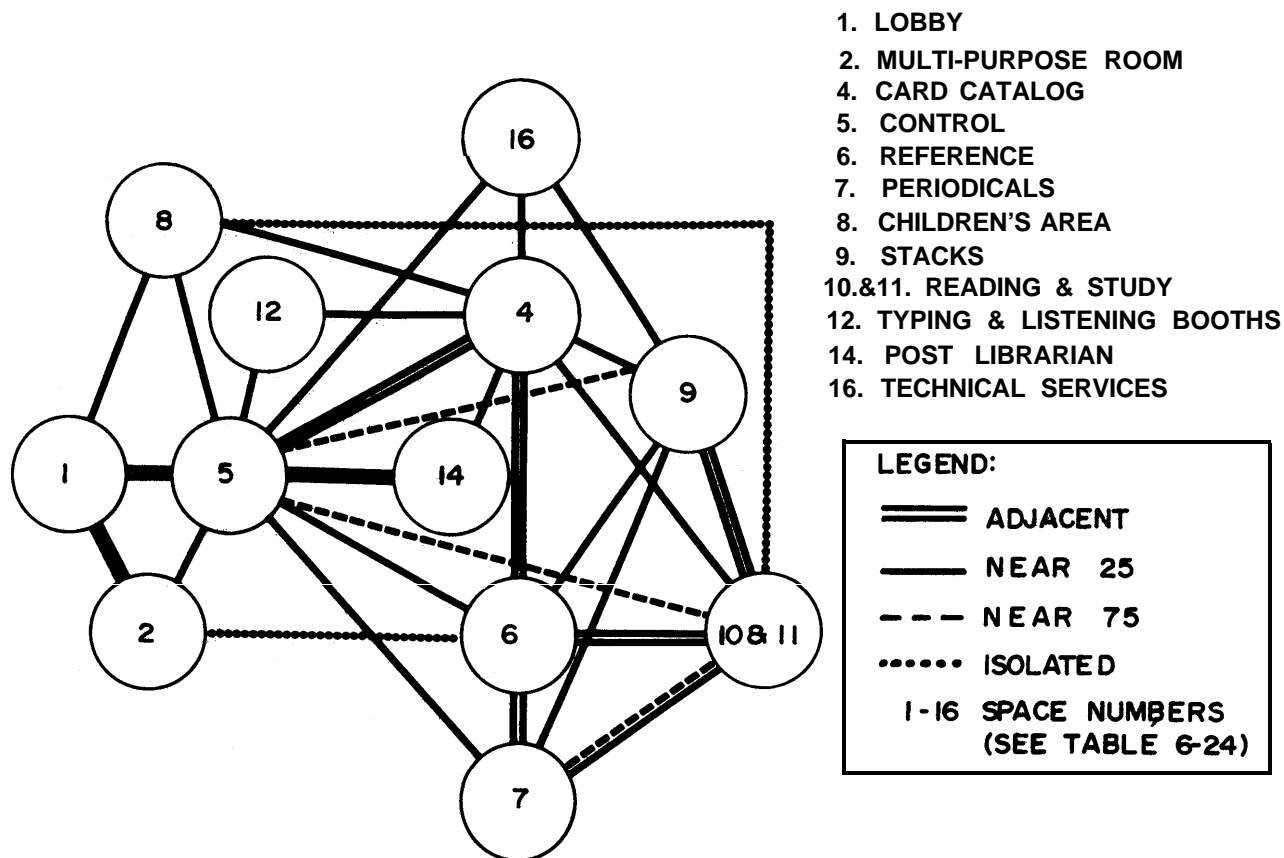 1. LOBBY
2. MULTI-PURPOSE ROOM
4. CARD CATALOG
5. CONTROL
6. REFERENCE
7. PERIODICALS
8. CHILDREN'S AREA
9. STACKS
10.&11. READING & STUDY
12. TYPING & LISTENING BOOTHS
14. POST LIBRARIAN
16. TECHNICAL SERVICES
16
8
12
4
9
1
5
14
2
6
10 & 11
7
LEGEND:
ADJACENT
NEAR 25
NEAR 75
ISOLATED
1-16 SPACE NUMBERS
(SEE TABLE 6-24)